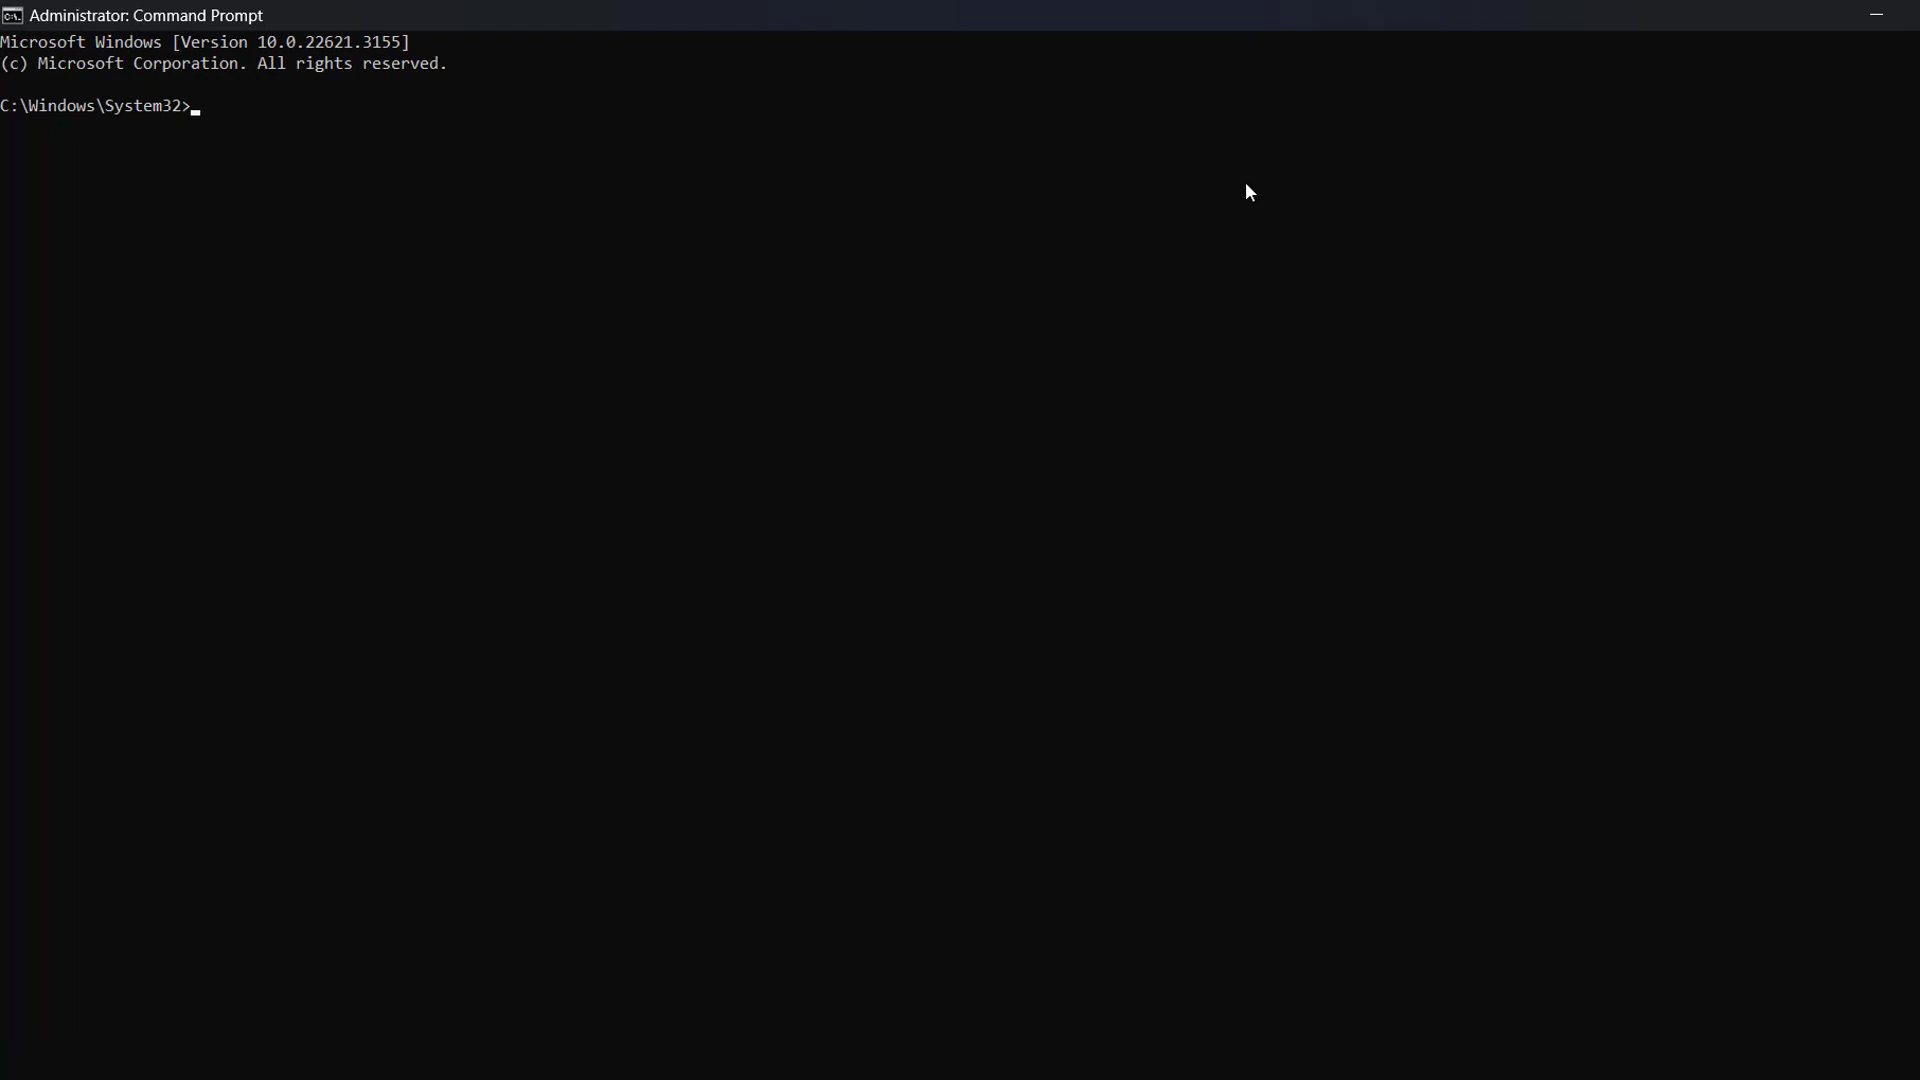 Administrator: Command Prompt
Microsoft Windows [Version 10.0.22621.3155]
(c) Microsoft Corporation. All rights reserved.
C:\Windows\System32>